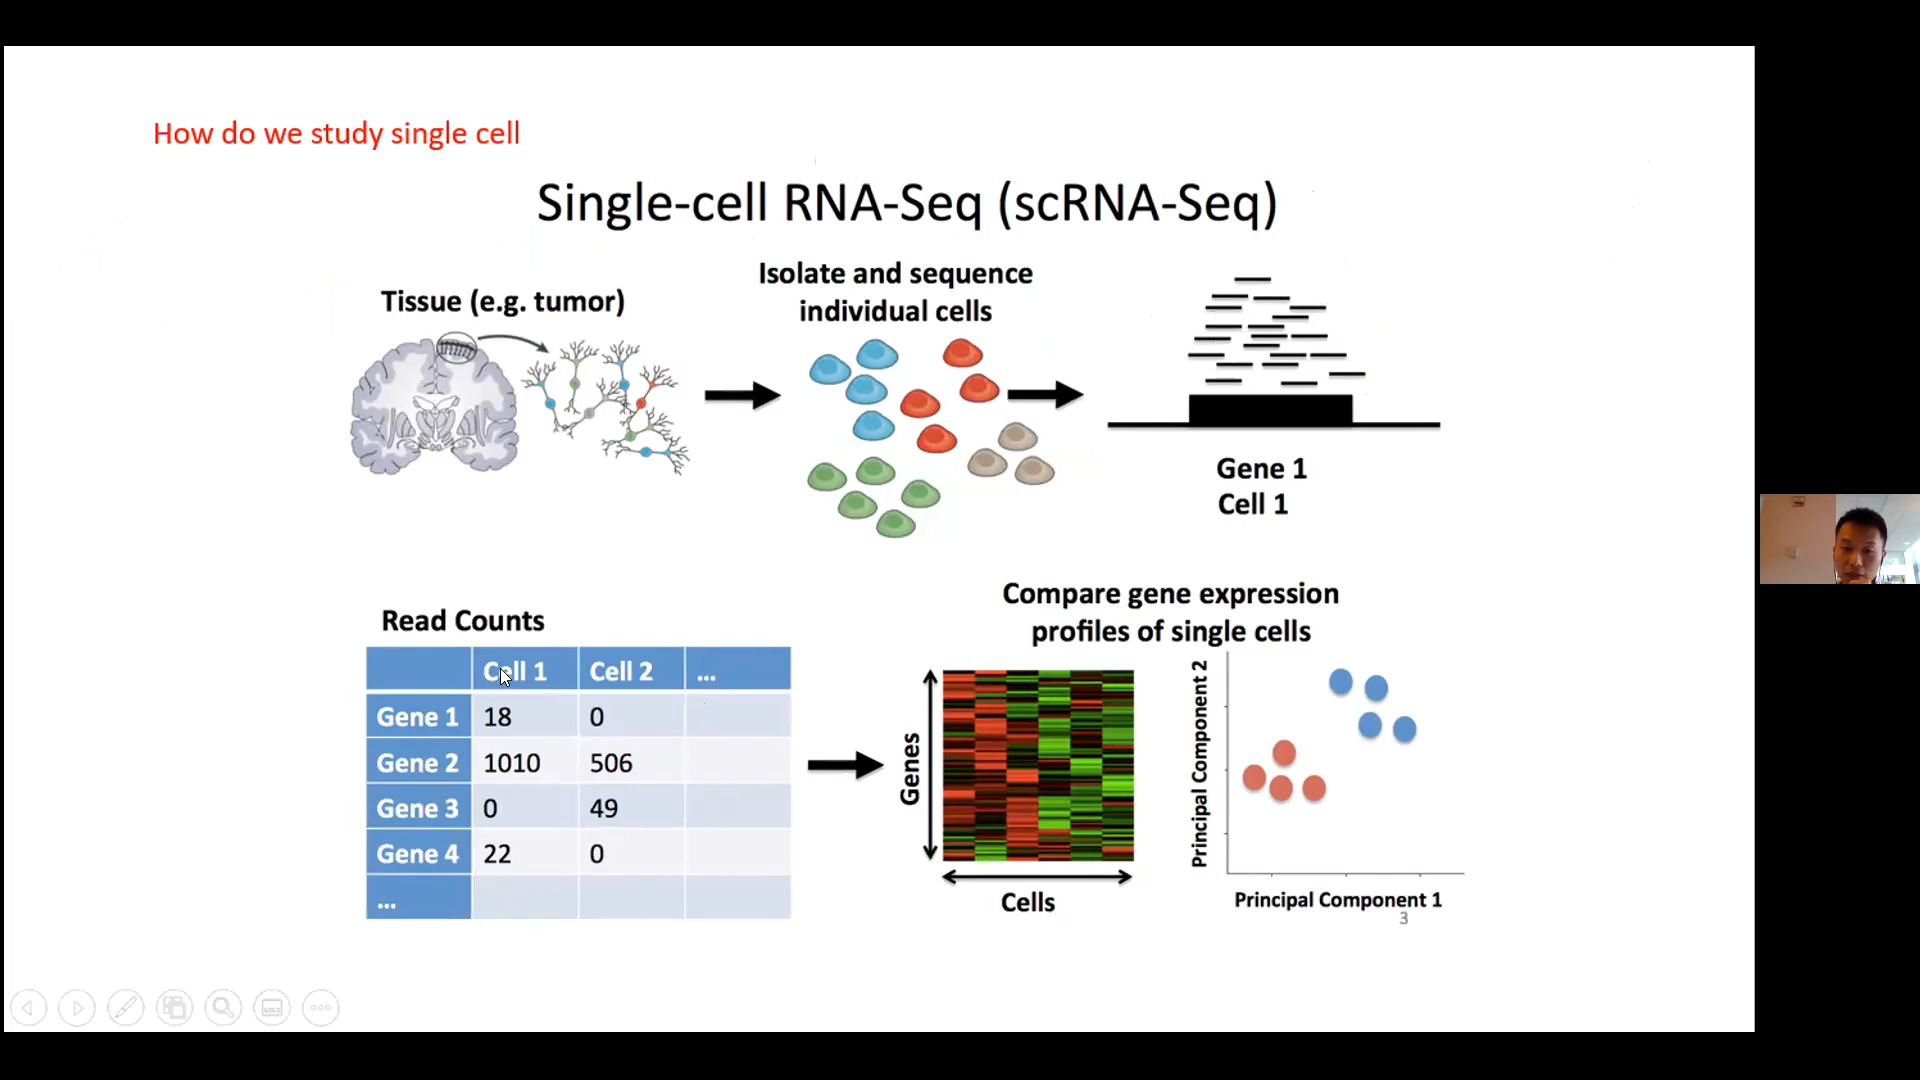 How do we study single cell
Single-cell RNA-Seq (scRNA-Seq)
Tissue (e.g. tumor)
Isolate and sequence
individual cells
Gene 1
Cell 1
Read Counts
Cell 1 Cell 2 ...
Gene 1 18 0
Gene 2 1010 506
Gene 3 0 49
Gene 4 22 0
...
Compare gene expression
profiles of single cells
Genes
Cells
Principal Component 2
Principal Component 1
3